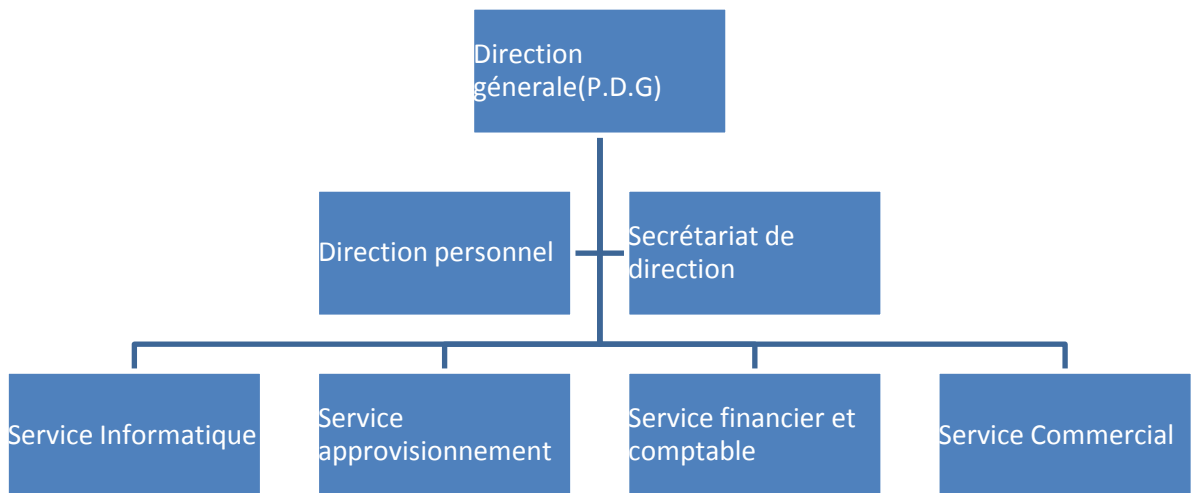 Direction
génerale(P.D.G)
Direction personnel
Secrétariat de
direction
Service Informatique
Service
approvisionnement
Service financier et
comptable
Service Commercial